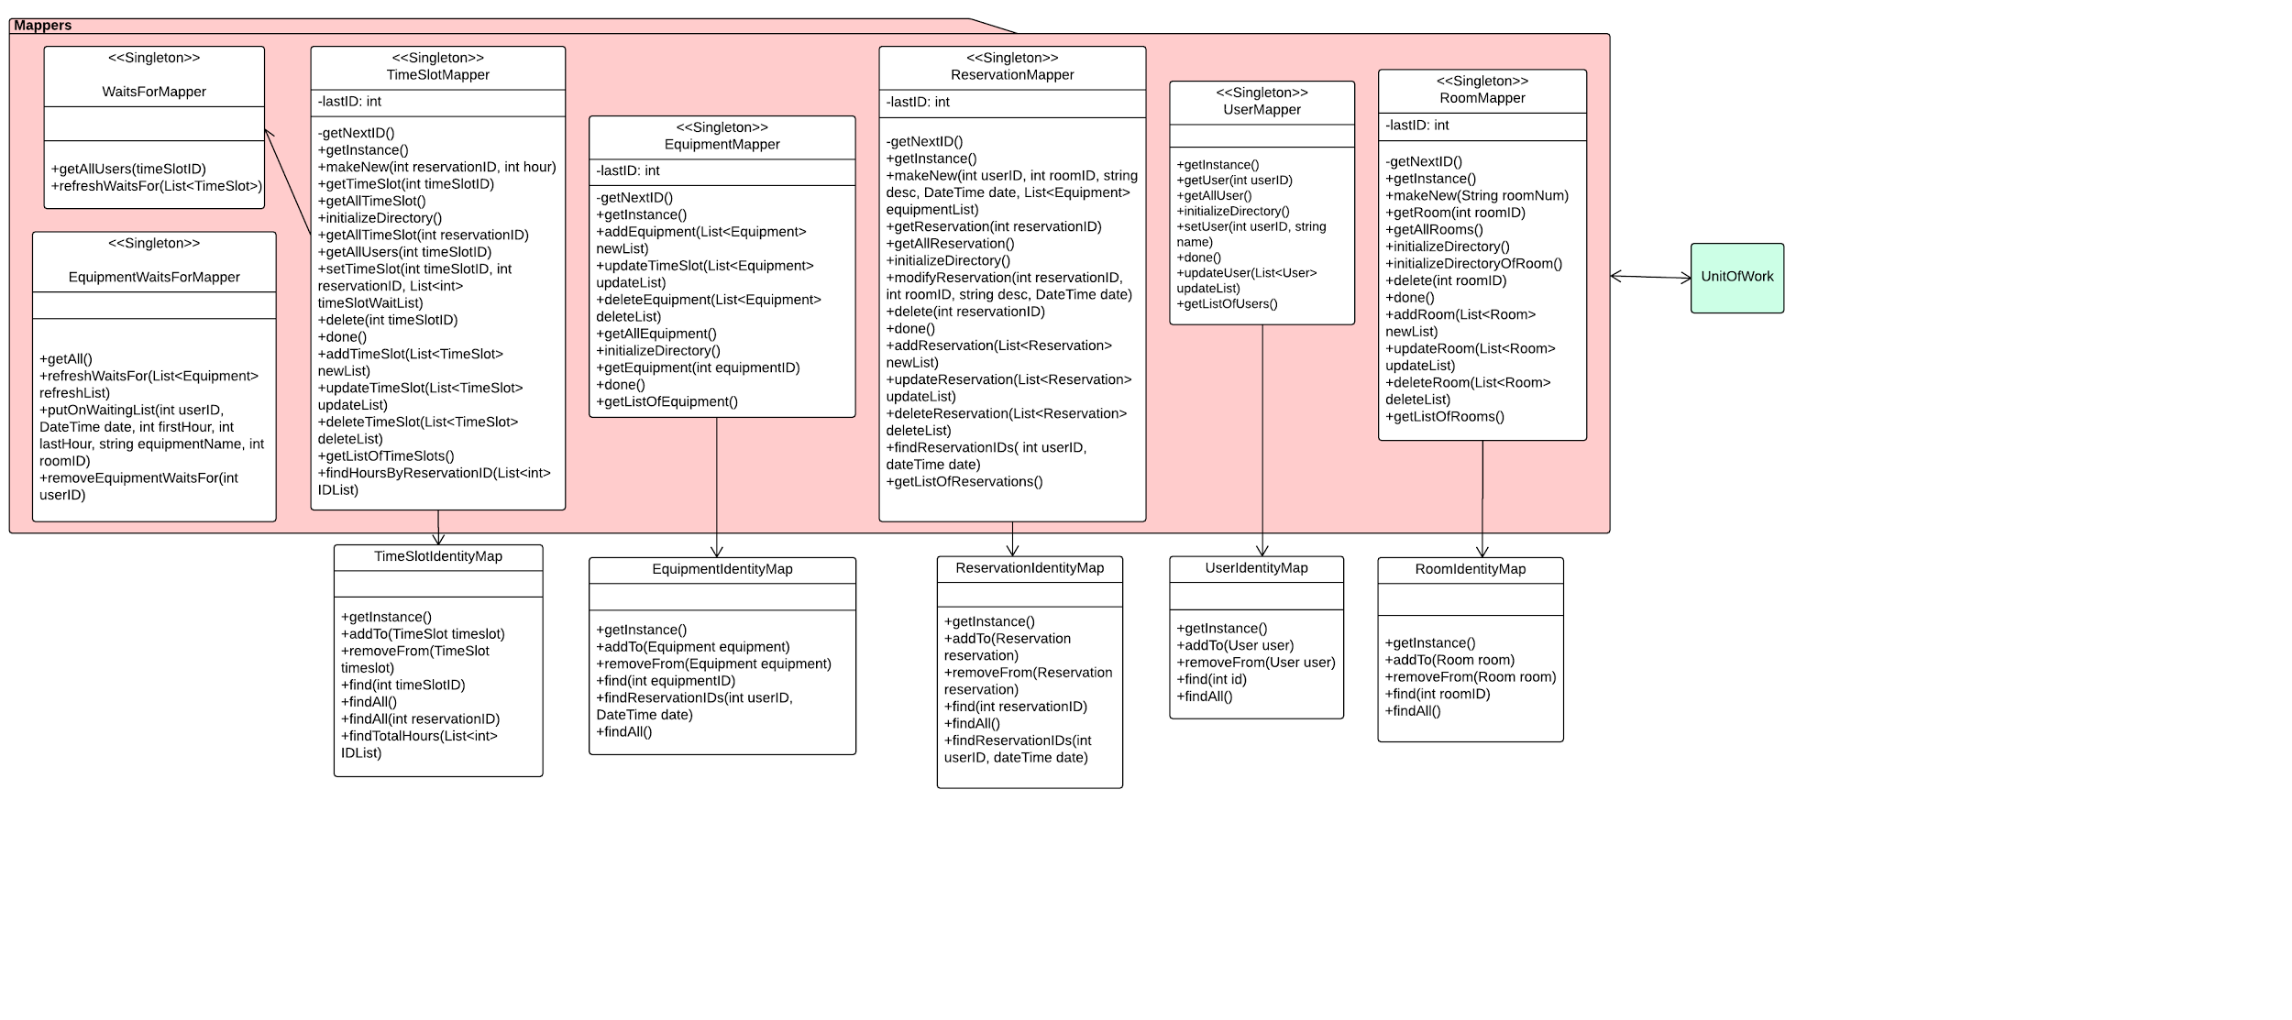 Mappers
<<Singleton>>
WaitsForMapper
+getAllUsers(timeSlotID)
+refreshWaitsFor(List<TimeSlot>)
<<Singleton>>
EquipmentWaitsForMapper
+getAll()
+refreshWaitsFor(List<Equipment>
refreshList)
+putOnWaitingList(int userID,
DateTime date, int firstHour, int
lastHour, string equipmentName, int
roomID)
+removeEquipmentWaitsFor(int
userID)
<<Singleton>>
TimeSlotMapper
-lastID: int
-getNextID()
+getInstance()
+makeNew(int reservationID, int hour)
+getTimeSlot(int timeSlotID)
+getAllTimeSlot()
+initializeDirectory()
+getAllTimeSlot(int reservationID)
+getAllUsers(int timeSlotID)
+setTimeSlot(int timeSlotID, int
reservationID, List<int>
timeSlotWaitList)
+delete(int timeSlotID)
+done()
+addTimeSlot(List<TimeSlot>
newList)
+updateTimeSlot(List<TimeSlot>
updateList)
+deleteTimeSlot(List<TimeSlot>
deleteList)
+getListOfTimeSlots()
+findHoursByReservationID(List<int>
IDList)
<<Singleton>>
EquipmentMapper
-lastID: int
-getNextID()
+getInstance()
+addEquipment(List<Equipment>
newList)
+updateTimeSlot(List<Equipment>
updateList)
+deleteEquipment(List<Equipment>
deleteList)
+getAllEquipment()
+initializeDirectory()
+getEquipment(int equipmentID)
+done()
+getListOfEquipment()
<<Singleton>>
ReservationMapper
-lastID: int
-getNextID()
+getInstance()
+makeNew(int userID, int roomID, string
desc, DateTime date, List<Equipment>
equipmentList)
+getReservation(int reservationID)
+getAllReservation()
+initializeDirectory()
+modifyReservation(int reservationID,
int roomID, string desc, DateTime date)
+delete(int reservationID)
+done()
+addReservation(List<Reservation>
newList)
+updateReservation(List<Reservation>
updateList)
+deleteReservation(List<Reservation>
deleteList)
+findReservationIDs( int userID,
dateTime date)
+getListOfReservations()
<<Singleton>>
UserMapper
+getInstance()
+getUser(int userID)
+getAllUser()
+initializeDirectory()
+setUser(int userID, string
name)
+done()
+updateUser(List<User>
updateList)
+getListOfUsers()
<<Singleton>>
RoomMapper
-lastID: int
-getNextID()
+getInstance()
+makeNew(String roomNum)
+getRoom(int roomID)
+getAllRooms()
+initializeDirectory()
+initializeDirectoryOfRoom()
+delete(int roomID)
+done()
+addRoom(List<Room>
newList)
+updateRoom(List<Room>
updateList)
+deleteRoom(List<Room>
deleteList)
+getListOfRooms()
UnitOfWork
TimeSlotIdentityMap
+getInstance()
+addTo(TimeSlot timeslot)
+removeFrom(TimeSlot
timeslot)
+find(int timeSlotID)
+findAll()
+findAll(int reservationID)
+findTotalHours(List<int>
IDList)
EquipmentIdentityMap
+getInstance()
+addTo(Equipment equipment)
+removeFrom(Equipment equipment)
+find(int equipmentID)
+findReservationIDs(int userID,
DateTime date)
+findAll()
ReservationIdentityMap
+getInstance()
+addTo(Reservation
reservation)
+removeFrom(Reservation
reservation)
+find(int reservationID)
+findAll()
+findReservationIDs(int
userID, dateTime date)
UserIdentityMap
+getInstance()
+addTo(User user)
+removeFrom(User user)
+find(int id)
+findAll()
RoomIdentityMap
+getInstance()
+addTo(Room room)
+removeFrom(Room room)
+find(int roomID)
+findAll()